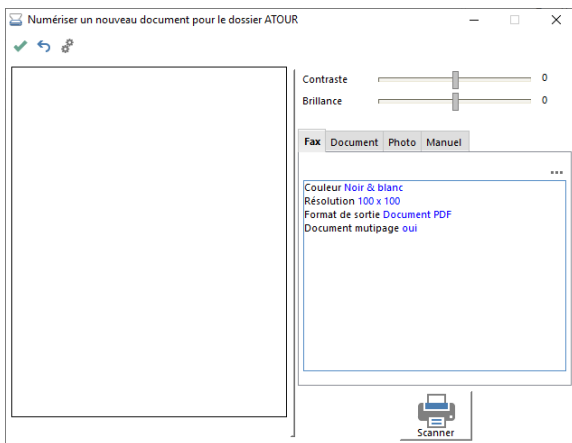 Numériser un nouveau document pour le dossier ATOUR
Contraste 0
Brillance 0
Fax Document Photo Manuel
...
Couleur Noir & blanc
Résolution 100 x 100
Format de sortie Document PDF
Document mutipage oui
Scanner